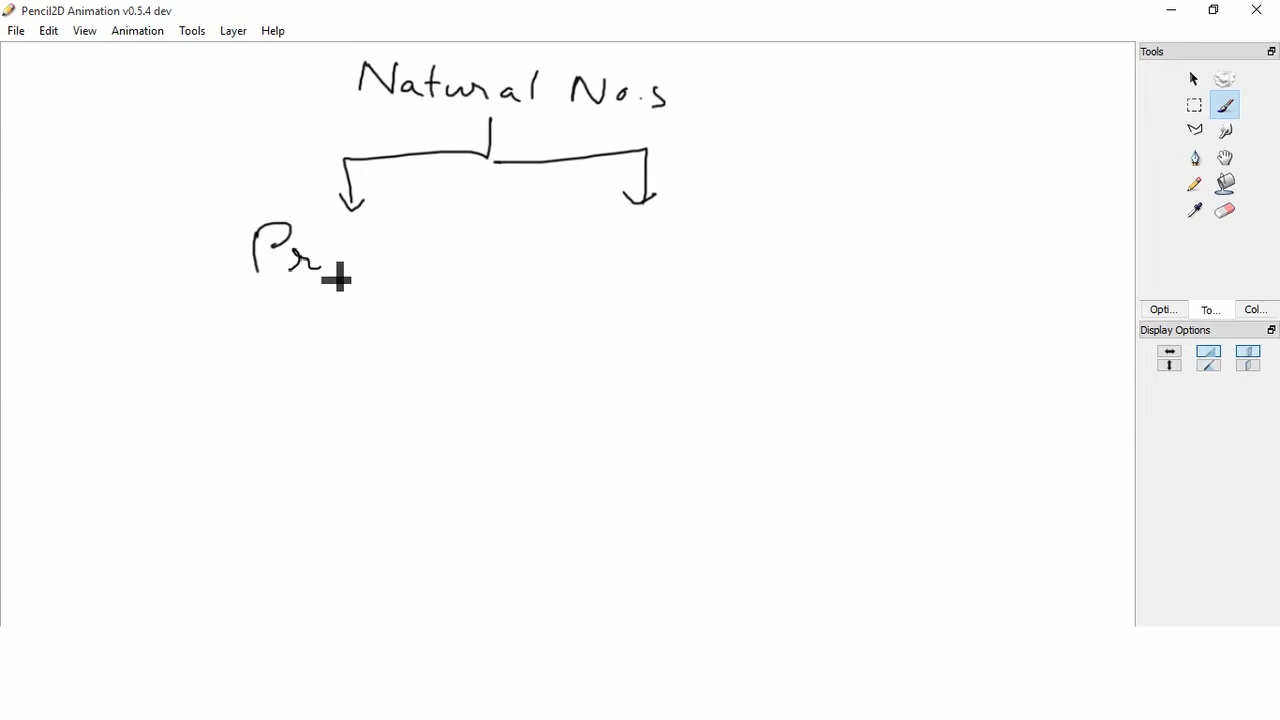 Pencil2D Animation v0.5.4 dev
File Edit View Animation Tools Layer Help
Tools
Natural No.s
Pr
Opti... To... Col...
Display Options